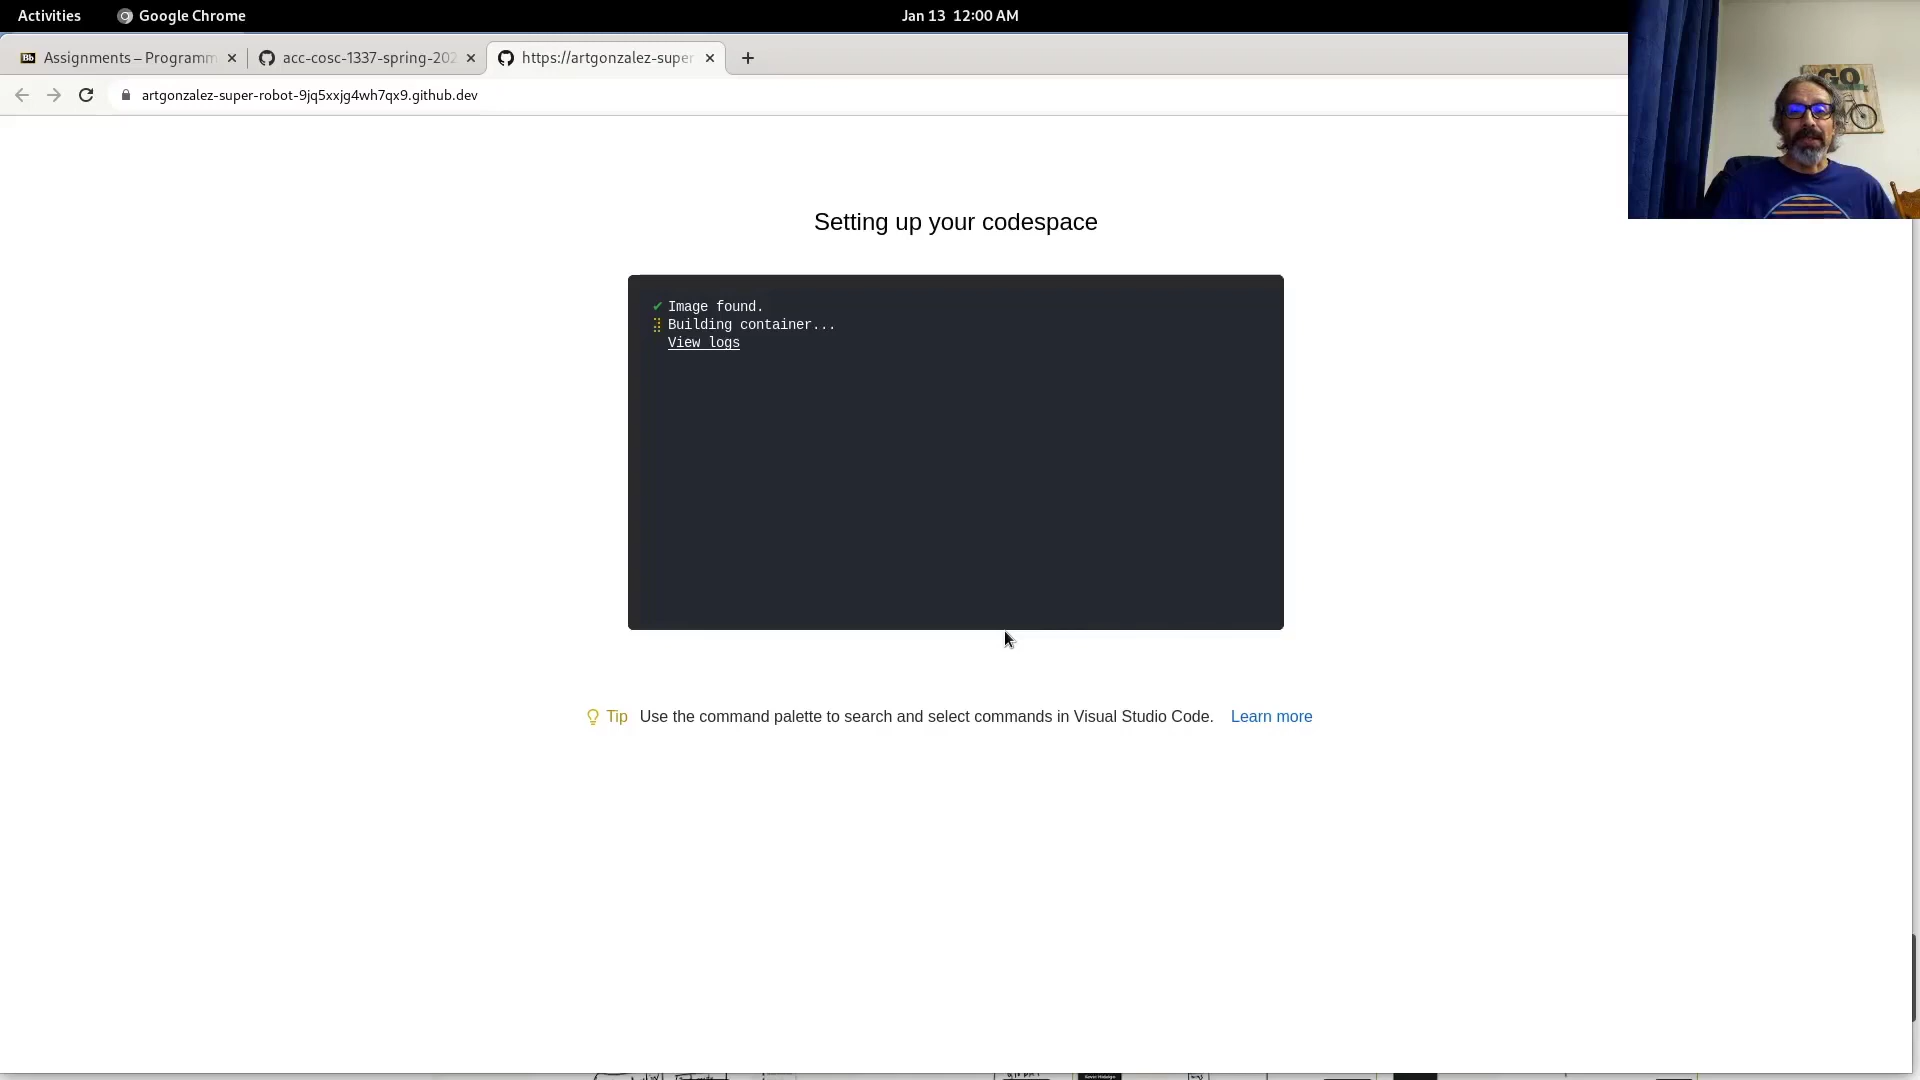 Activities
Google Chrome
Jan 13 12:00 AM
Bb
Assignments – Programm
acc-cosc-1337-spring-202
https://artgonzalez-super
artgonzalez-super-robot-9jq5xxjg4wh7qx9.github.dev
GO
Setting up your codespace
✔ Image found.
Building container...
View logs
Tip Use the command palette to search and select commands in Visual Studio Code. Learn more